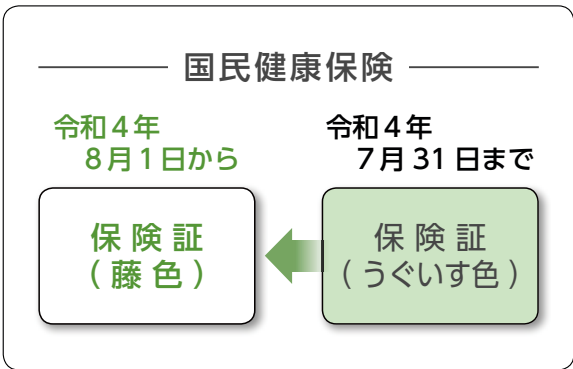 国民健康保険
令和4年
8月1日から
保険証
(藤色)
令和4年
7月31日まで
保険証
(うぐいす色)